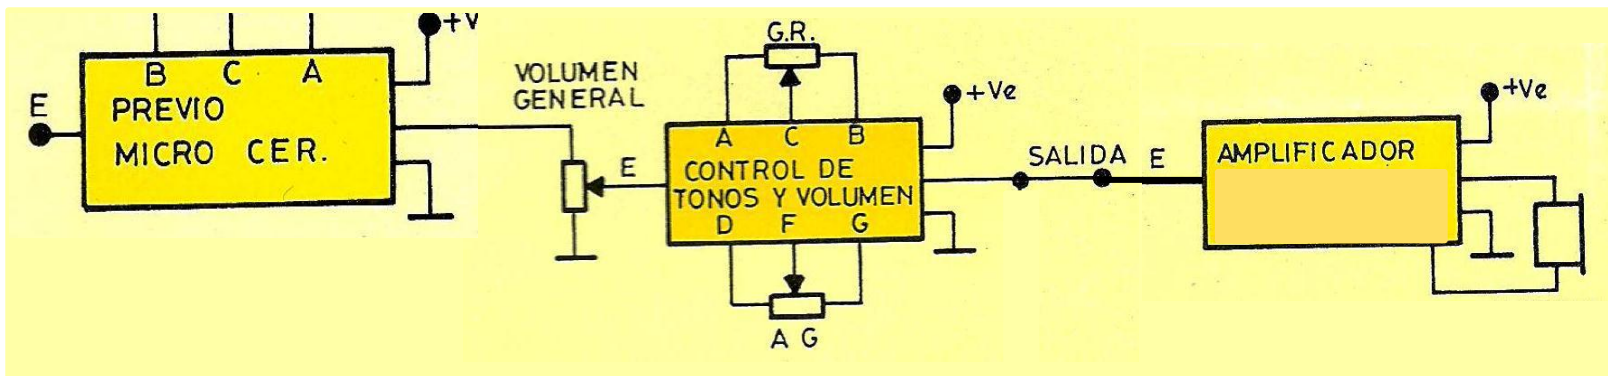 +V
B C A
E
PREVIO
MICRO CER.
VOLUMEN
GENERAL
E
G.R.
+Ve
A C B
CONTROL DE
TONOS Y VOLUMEN
D F G
A G
SALIDA
E
+Ve
AMPLIFICADOR